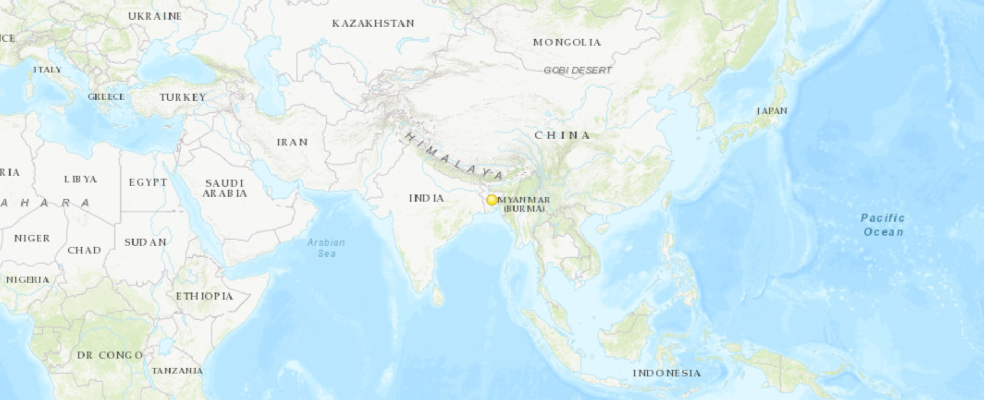 UKRAINE
KAZAKHSTAN
MONGOLIA
CE
ITALY
GOBI DESERT
GREECE
TURKEY
JAPAN
IRAN
CHINA
HIMALAYA
RIA
LIBYA
EGYPT
SAUDI
ARABIA
INDIA
MYANMAR
(BURMA)
AHARA
Pacific
Ocean
NIGER
CHAD
SUDAN
Arabian
Sea
NIGERIA
ETHIOPIA
DR CONGO
TANZANIA
INDONESIA